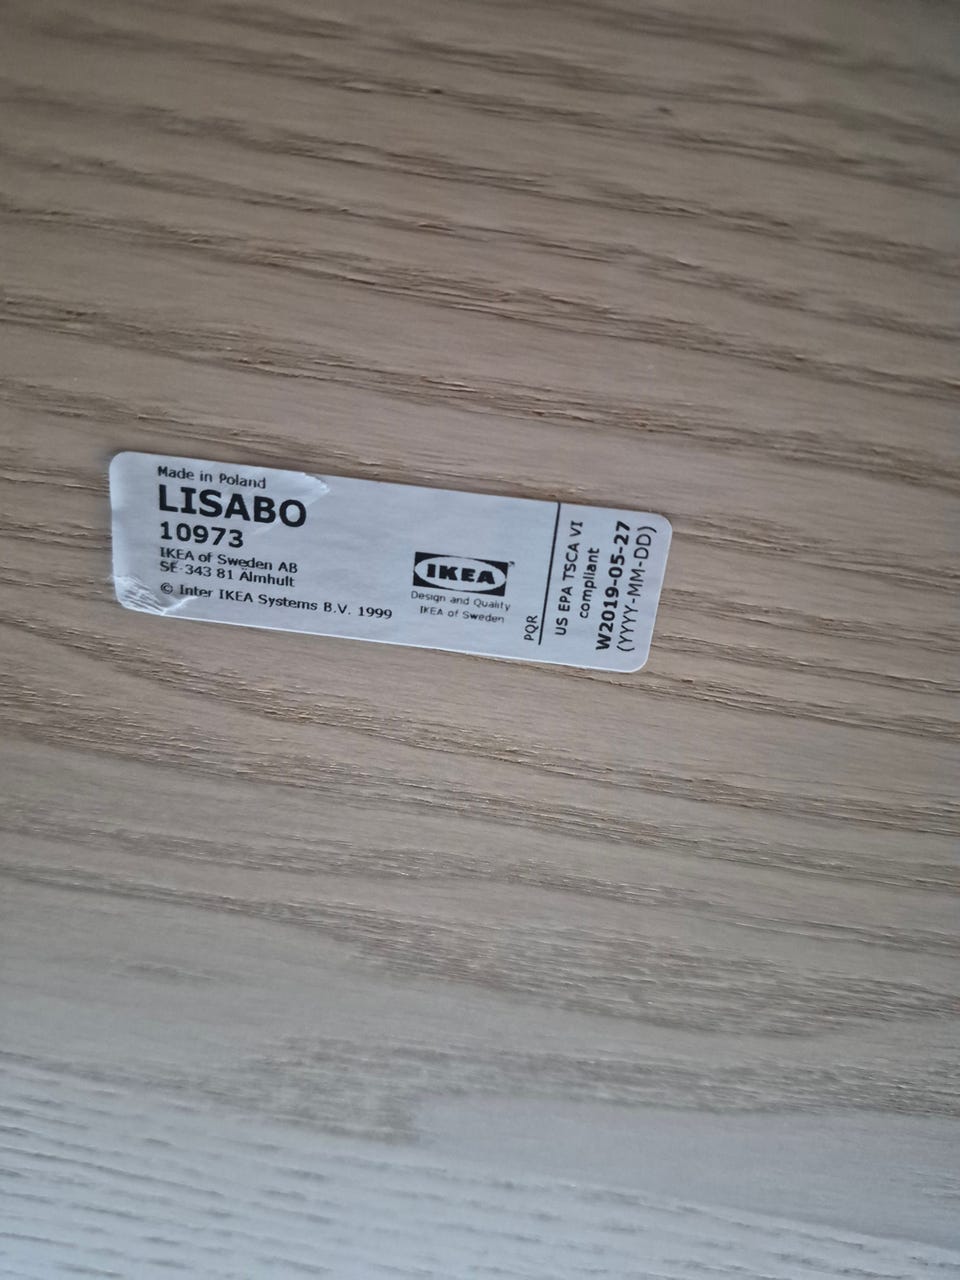 Made in Poland
LISABO
10973
IKEA of Sweden AB
SE-343 81 Älmhult
© Inter IKEA Systems B.V. 1999
IKEA
Design and Quality
IKEA of Sweden
PQR
US EPA TSCA VI
compliant
W2019-05-27
(YYYY-MM-DD)